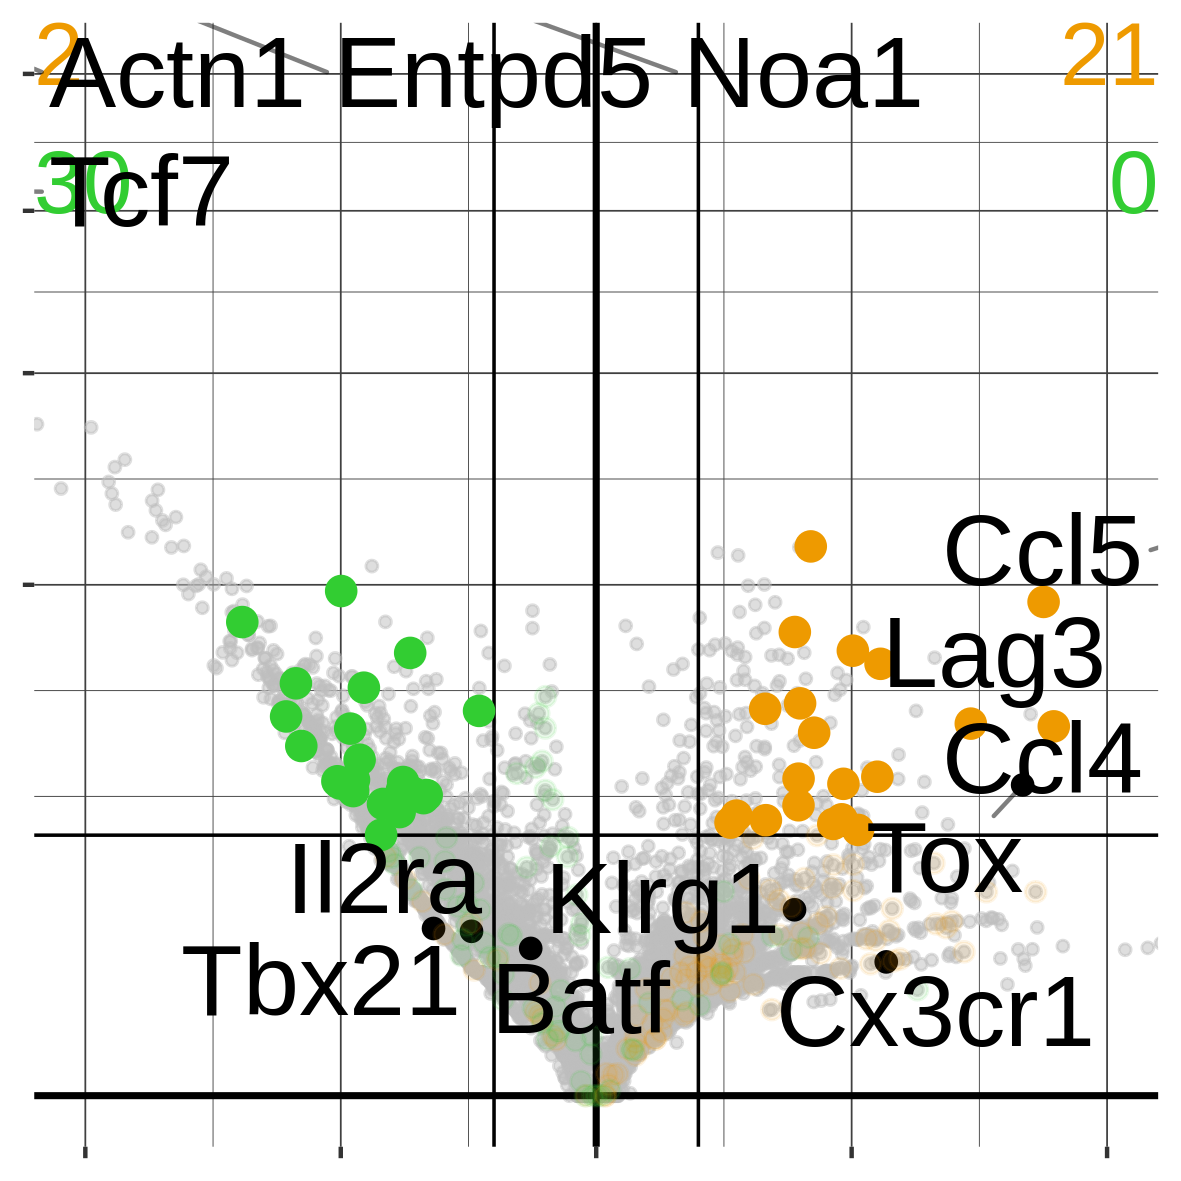 2 Actn1 Entpd5 Noa1 21
30 Tcf7 0
Ccl5
Lag3
Ccl4
Tox
Il2ra Klrg1
Tbx21 Batf Cx3cr1